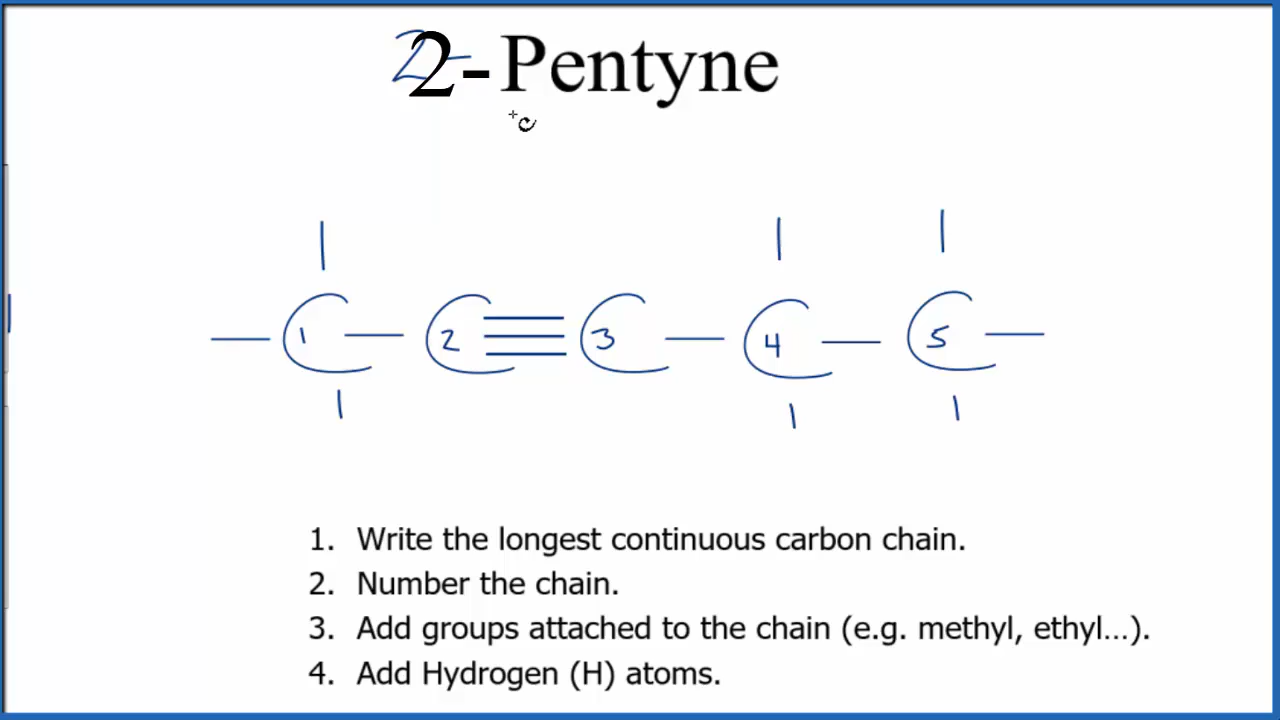 2-Pentyne
C1 - C2 ≡ C3 - C4 - C5
1. Write the longest continuous carbon chain.
2. Number the chain.
3. Add groups attached to the chain (e.g. methyl, ethyl...).
4. Add Hydrogen (H) atoms.